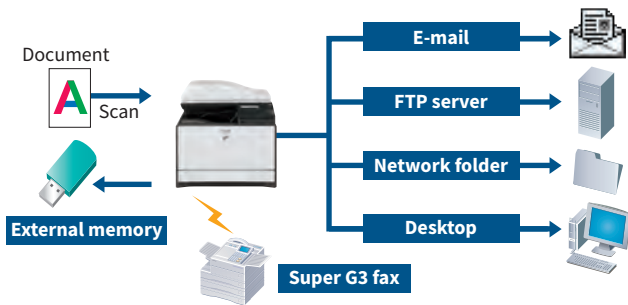 Document
A
Scan
External memory
Super G3 fax
E-mail
FTP server
Network folder
Desktop